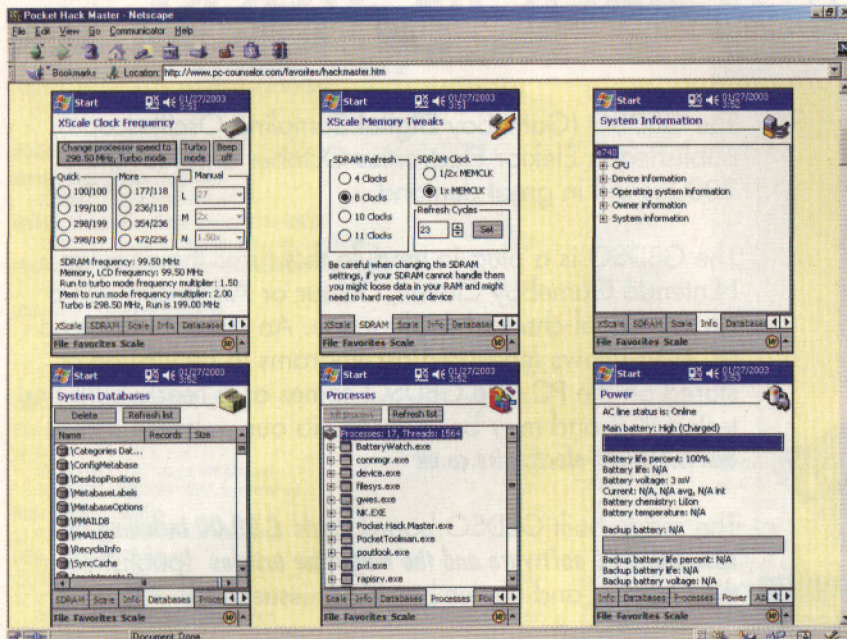 Pocket Hack Master - Netscape
File Edit View Go Communicator Help
Bookmarks Location: http://www.pc-counselor.com/favorites/hackmaster.htm
Start 01/27/2003
3:51
XScale Clock Frequency
Change processor speed to
298.50 MHz, Turbo mode
Turbo
mode
Beep
off
Quick
100/100
199/100
298/199
398/199
More
177/118
236/118
354/236
472/236
Manual
L 27
M 2x
N 1.50x
SDRAM frequency: 99.50 MHz
Memory, LCD frequency: 99.50 MHz
Run to turbo mode frequency multiplier: 1.50
Mem to run mode frequency multiplier: 2.00
Turbo is 298.50 MHz, Run is 199.00 MHz
XScale SDRAM Scale Info Databases
File Favorites Scale
Start 01/27/2003
3:51
XScale Memory Tweaks
SDRAM Refresh
4 Clocks
8 Clocks
10 Clocks
11 Clocks
SDRAM Clock
1/2x MEMCLK
1x MEMCLK
Refresh Cycles
23 Set
Be careful when changing the SDRAM
settings, if your SDRAM cannot handle them
you might loose data in your RAM and might
need to hard reset your device
XScale SDRAM Scale Info Databases
File Favorites Scale
Start 01/27/2003
3:52
System Information
e740
CPU
Device information
Operating system information
Owner information
System information
XScale SDRAM Scale Info Databases
File Favorites Scale
Start 01/27/2003
3:52
System Databases
Delete Refresh list
Name Records Size
\Categories Dat...
\ConfigMetabase
\DesktopPositions
\MetabaseLabels
\MetabaseOptions
\PMAILDB
\PMAILDB2
\RecycleInfo
\SyncCache
SDRAM Scale Info Databases
File Favorites Scale
Start 01/27/2003
3:52
Processes
Kill process Refresh list
Processes: 17, Threads: 1564
BatteryWatch.exe
connmgr.exe
device.exe
filesys.exe
gwes.exe
NK.EXE
Pocket Hack Master.exe
PocketToolman.exe
poutlook.exe
pxl.exe
rapisrv.exe
Scale Info Databases Processes
File Favorites Scale
Start 01/27/2003
3:53
Power
AC line status is: Online
Main battery: High (Charged)
Battery life percent: 100%
Battery life: N/A
Battery voltage: 3 mV
Current: N/A, N/A avg, N/A int
Battery chemistry: LiIon
Battery temperature: N/A
Backup battery: N/A
Backup battery life percent: N/A
Backup battery life: N/A
Backup battery voltage: N/A
Info Databases Processes Power
File Favorites Scale
Document: Done